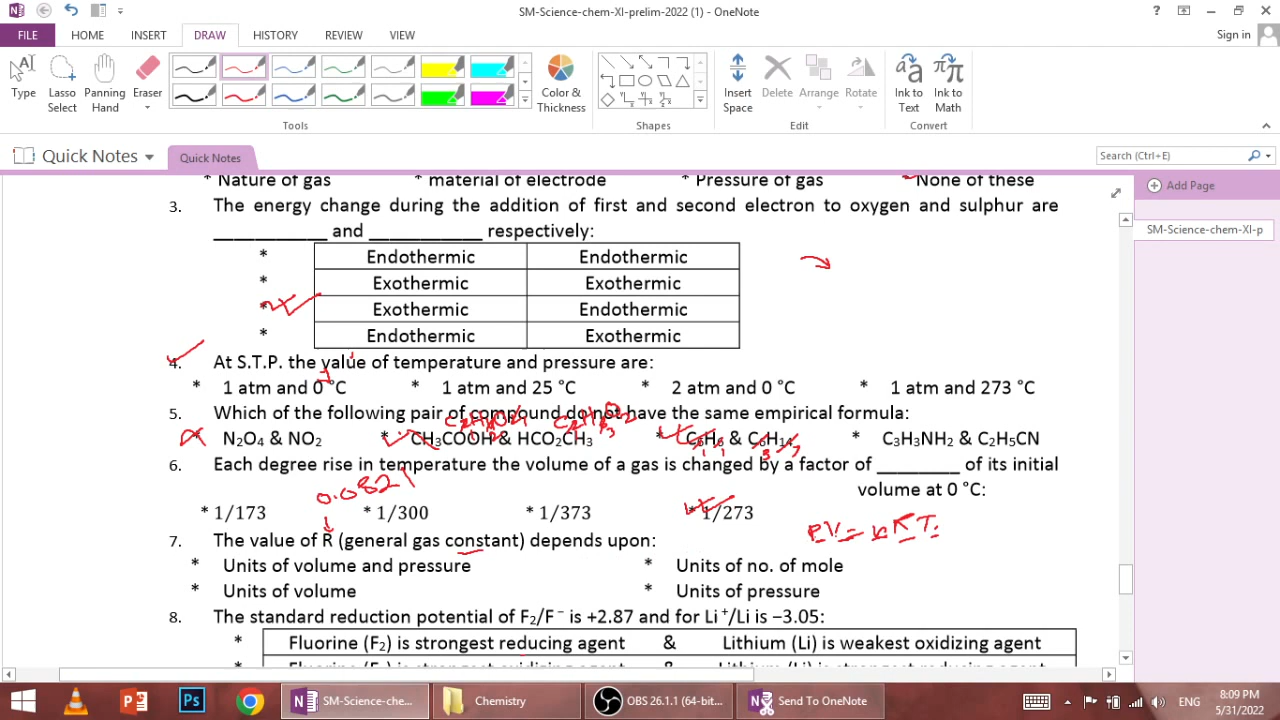 SM-Science-chem-XI-prelim-2022 (1) - OneNote
FILE HOME INSERT DRAW HISTORY REVIEW VIEW Sign in
Type Lasso Select Panning Hand Eraser Color & Thickness Insert Space Delete Arrange Rotate Ink to Text Ink to Math
Tools Shapes Edit Convert
Quick Notes Quick Notes Search (Ctrl+E)
Add Page
SM-Science-chem-XI-p
* Nature of gas * material of electrode * Pressure of gas None of these
3. The energy change during the addition of first and second electron to oxygen and sulphur are
____________ and ____________ respectively:
* Endothermic Endothermic
* Exothermic Exothermic
* Exothermic Endothermic
* Endothermic Exothermic
4. At S.T.P. the value of temperature and pressure are:
* 1 atm and 0 °C * 1 atm and 25 °C * 2 atm and 0 °C * 1 atm and 273 °C
5. Which of the following pair of compound do not have the same empirical formula:
* N₂O₄ & NO₂ * CH₃COOH & HCO₂CH₃ * C₆H₆ & C₆H₁₄ * C₃H₃NH₂ & C₂H₅CN
6. Each degree rise in temperature the volume of a gas is changed by a factor of _________ of its initial
volume at 0 °C:
0.0821
* 1/173 * 1/300 * 1/373 * 1/273
PV = nRT
7. The value of R (general gas constant) depends upon:
* Units of volume and pressure * Units of no. of mole
* Units of volume * Units of pressure
8. The standard reduction potential of F₂/F⁻ is +2.87 and for Li⁺/Li is −3.05:
* Fluorine (F₂) is strongest reducing agent & Lithium (Li) is weakest oxidizing agent
SM-Science-che... Chemistry OBS 26.1.1 (64-bit... Send To OneNote ENG 8:09 PM
5/31/2022